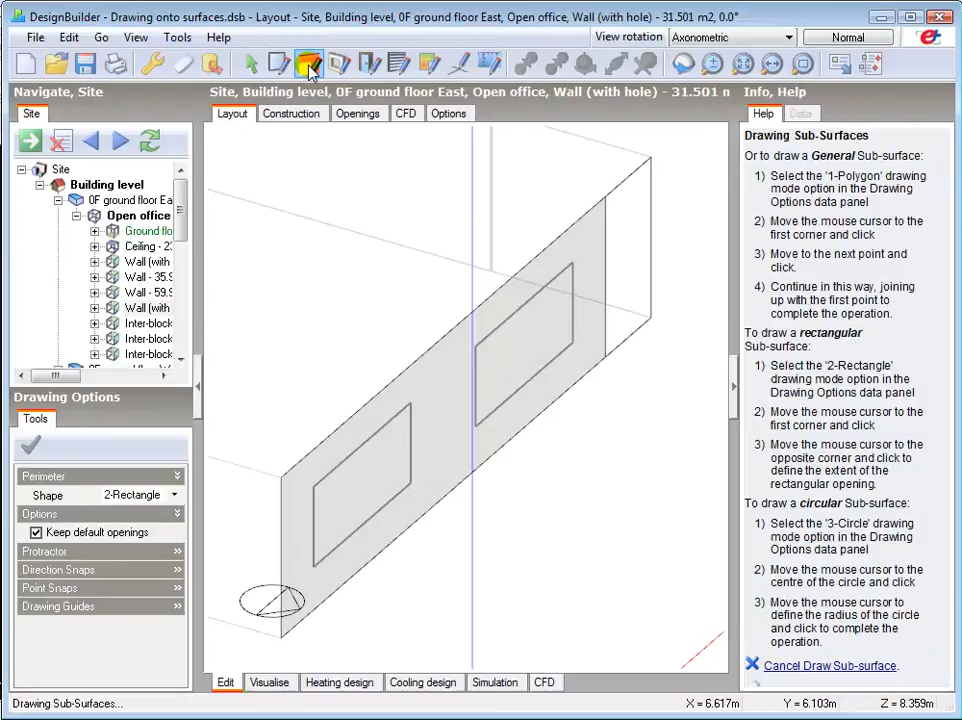 DesignBuilder - Drawing onto surfaces.dsb - Layout - Site, Building level, 0F ground floor East, Open office, Wall (with hole) - 31.501 m2, 0.0°
File Edit Go View Tools Help
View rotation Axonometric Normal
Navigate, Site
Site, Building level, 0F ground floor East, Open office, Wall (with hole) - 31.501 n
Info, Help
Site
Layout Construction Openings CFD Options
Help Data
Site
Building level
0F ground floor Ea
Open office
Ground flo
Ceiling - 23
Wall (with
Wall - 35.9
Wall - 59.9
Wall (with
Inter-block
Inter-block
Inter-block
Drawing Options
Tools
Perimeter
Shape 2-Rectangle
Options
Keep default openings
Protractor
Direction Snaps
Point Snaps
Drawing Guides
Drawing Sub-Surfaces
Or to draw a General Sub-surface:
1) Select the '1-Polygon' drawing
mode option in the Drawing
Options data panel
2) Move the mouse cursor to the
first corner and click
3) Move to the next point and
click.
4) Continue in this way, joining
up with the first point to
complete the operation.
To draw a rectangular
Sub-surface:
1) Select the '2-Rectangle'
drawing mode option in the
Drawing Options data panel
2) Move the mouse cursor to the
first corner and click
3) Move the mouse cursor to the
opposite corner and click to
define the extent of the
rectangular opening.
To draw a circular Sub-surface:
1) Select the '3-Circle' drawing
mode option in the Drawing
Options data panel
2) Move the mouse cursor to the
centre of the circle and click
3) Move the mouse cursor to
define the radius of the circle
and click to complete the
operation.
Cancel Draw Sub-surface.
Edit Visualise Heating design Cooling design Simulation CFD
Drawing Sub-Surfaces...
X = 6.617m Y = 6.103m Z = 8.359m